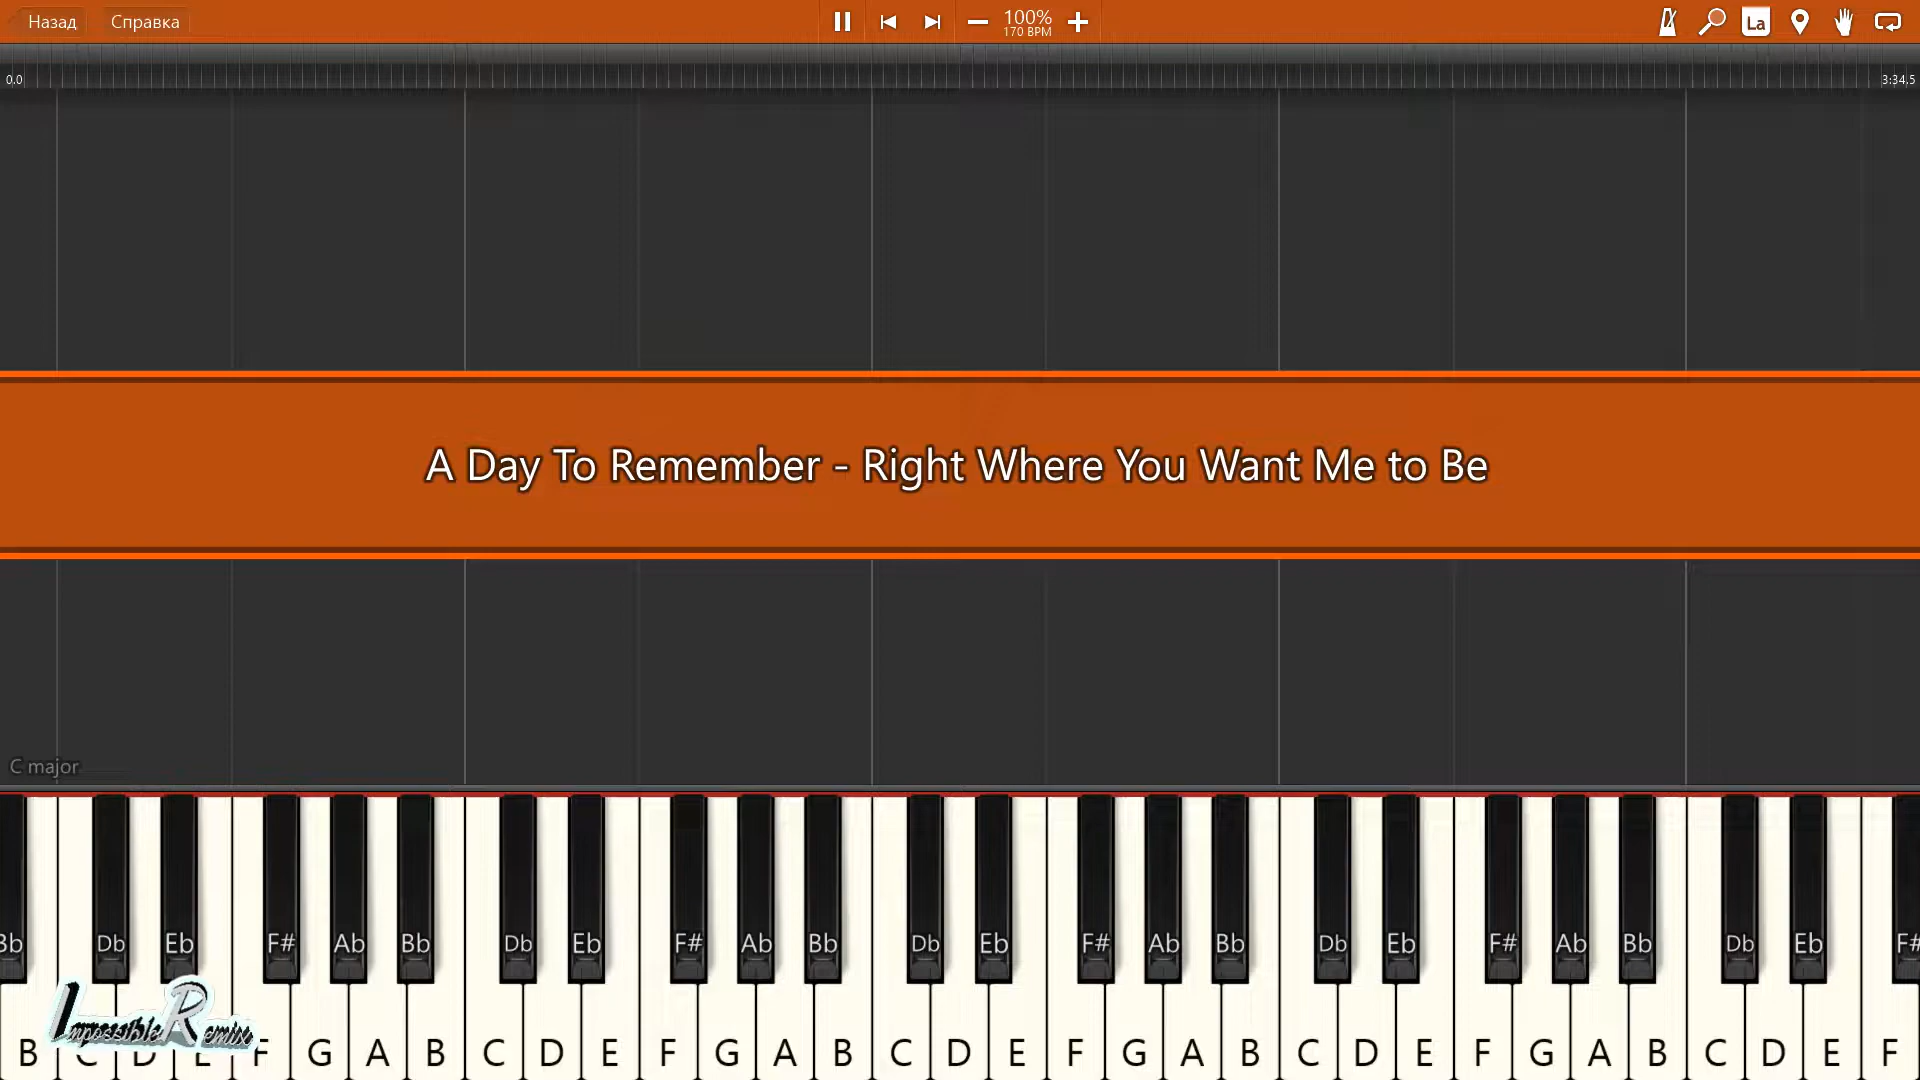 Назад Справка 100% La
170 BPM
0.0 3:34.5
A Day To Remember - Right Where You Want Me to Be
C major
Bb Db Eb F# Ab Bb Db Eb F# Ab Bb Db Eb F# Ab Bb Db Eb F# Ab Bb Db Eb F#
Impossible Remix
B C D E F G A B C D E F G A B C D E F G A B C D E F G A B C D E F